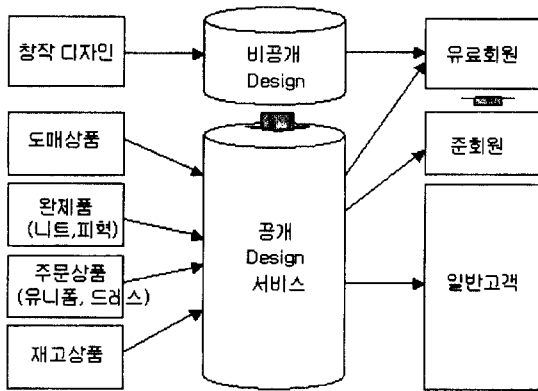 창작 디자인
비공개
Design
유료회원
도매상품
준회원
완제품
(니트,피혁)
공개
Design
서비스
주문상품
(유니폼, 드레스)
일반고객
재고상품